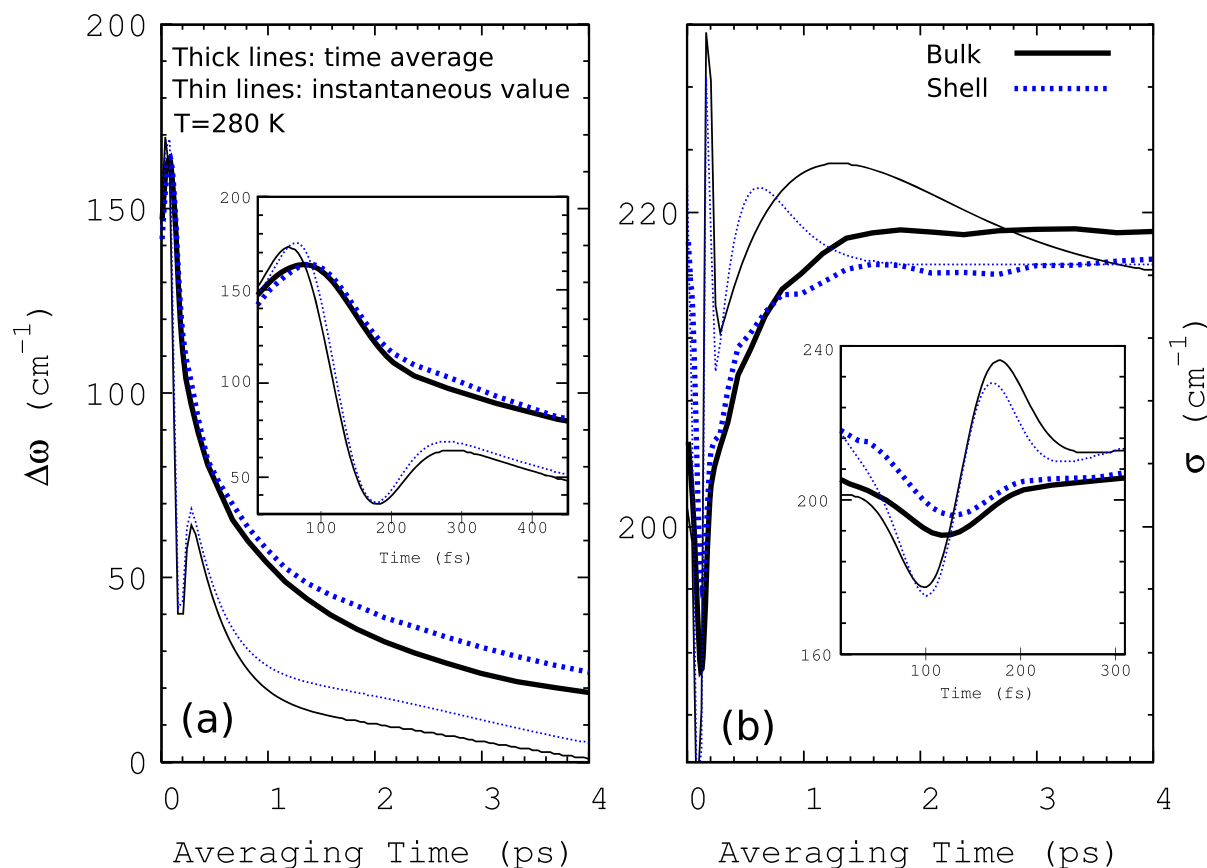 Thick lines: time average
Thin lines: instantaneous value
T=280 K
200
150
100
50
0
Δω (cm⁻¹)
0 1 2 3 4
Averaging Time (ps)
(a)
200
150
100
50
100 200 300 400
Time (fs)
Bulk
Shell
220
200
σ (cm⁻¹)
0 1 2 3 4
Averaging Time (ps)
(b)
240
200
160
100 200 300
Time (fs)